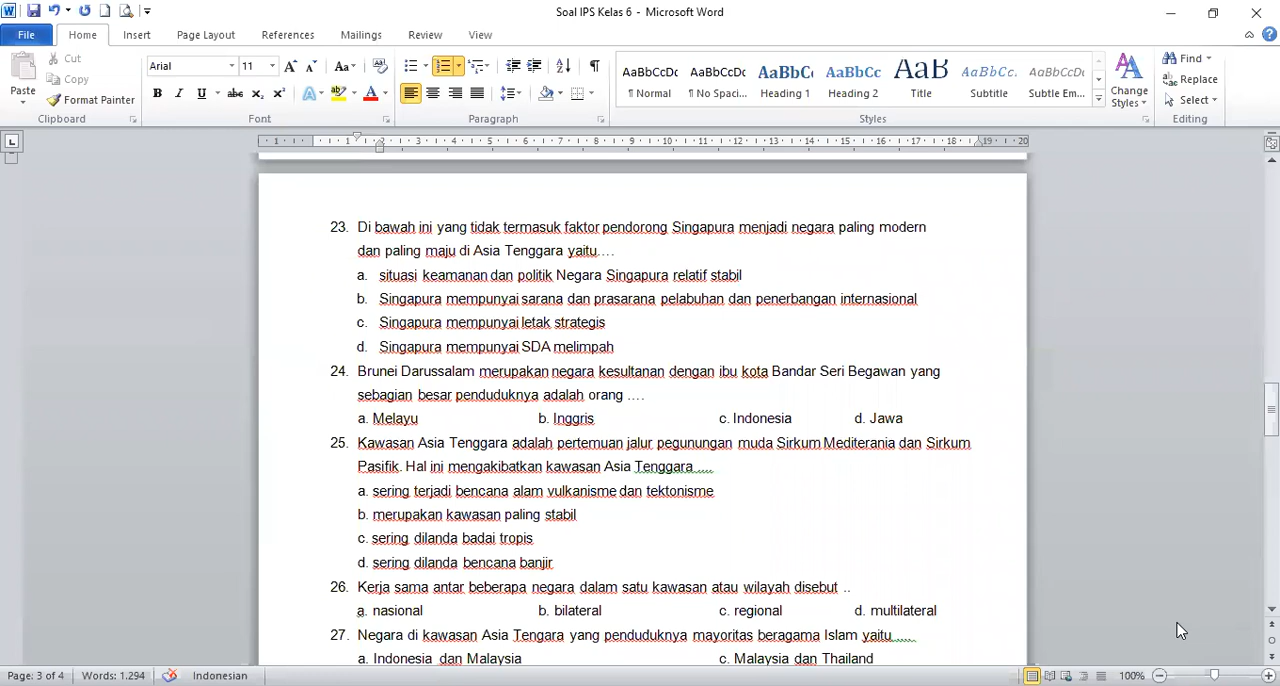 Soal IPS Kelas 6 - Microsoft Word
File Home Insert Page Layout References Mailings Review View
Paste Cut Copy Format Painter
Clipboard
Arial 11
Font
Paragraph
AaBbCcDc AaBbCcDc AaBbC AaBbCc AaB AaBbCc. AaBbCcDc
¶ Normal ¶ No Spaci... Heading 1 Heading 2 Title Subtitle Subtle Em...
Styles
Change Styles
Find Replace Select
Editing
23. Di bawah ini yang tidak termasuk faktor pendorong Singapura menjadi negara paling modern
dan paling maju di Asia Tenggara yaitu....
a. situasi keamanan dan politik Negara Singapura relatif stabil
b. Singapura mempunyai sarana dan prasarana pelabuhan dan penerbangan internasional
c. Singapura mempunyai letak strategis
d. Singapura mempunyai SDA melimpah
24. Brunei Darussalam merupakan negara kesultanan dengan ibu kota Bandar Seri Begawan yang
sebagian besar penduduknya adalah orang ....
a. Melayu b. Inggris c. Indonesia d. Jawa
25. Kawasan Asia Tenggara adalah pertemuan jalur pegunungan muda Sirkum Mediterania dan Sirkum
Pasifik. Hal ini mengakibatkan kawasan Asia Tenggara.....
a. sering terjadi bencana alam vulkanisme dan tektonisme
b. merupakan kawasan paling stabil
c. sering dilanda badai tropis
d. sering dilanda bencana banjir
26. Kerja sama antar beberapa negara dalam satu kawasan atau wilayah disebut ..
a. nasional b. bilateral c. regional d. multilateral
27. Negara di kawasan Asia Tengara yang penduduknya mayoritas beragama Islam yaitu.....
a. Indonesia dan Malaysia c. Malaysia dan Thailand
Page: 3 of 4 Words: 1.294 Indonesian 100%